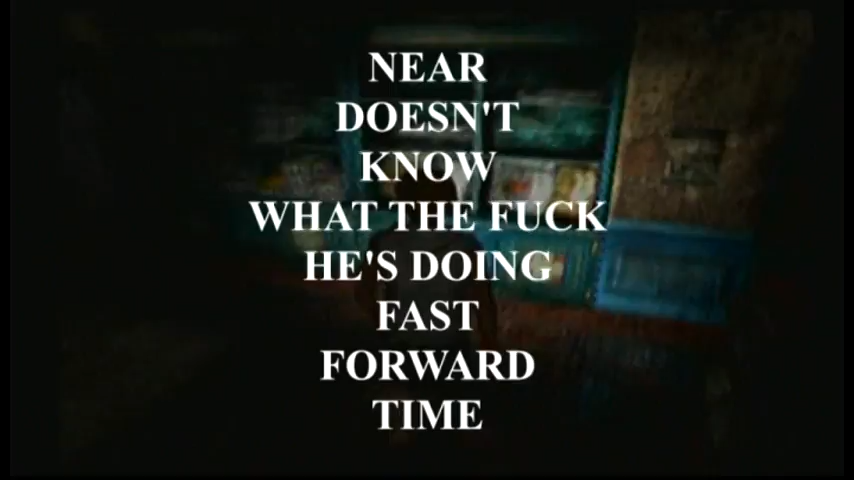 NEAR
DOESN'T
KNOW
WHAT THE FUCK
HE'S DOING
FAST
FORWARD
TIME